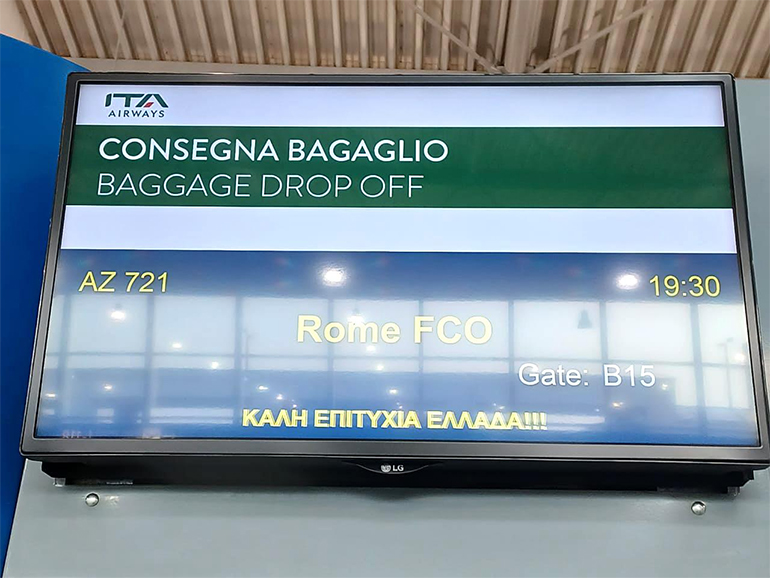 ITA
AIRWAYS
CONSEGNA BAGAGLIO
BAGGAGE DROP OFF
AZ 721 19:30
Rome FCO
Gate: B15
ΚΑΛΗ ΕΠΙΤΥΧΙΑ ΕΛΛΑΔΑ!!!
LG